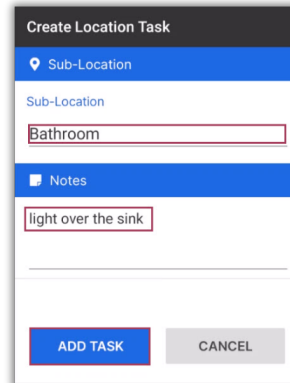 Create Location Task
Sub-Location
Sub-Location
Bathroom
Notes
light over the sink
ADD TASK
CANCEL